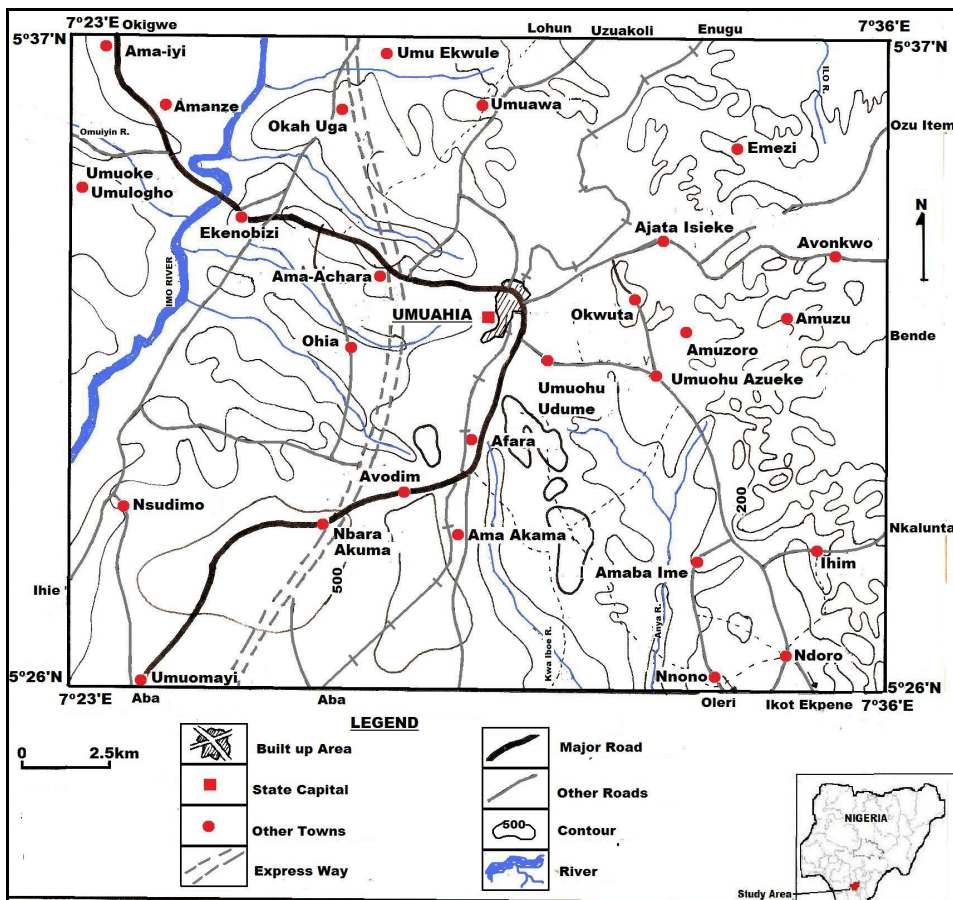 7°23'E
Okigwe
Lohun
Uzuakoli
Enugu
7°36'E
5°37'N
5°37'N
Ama-iyi
Umu Ekwule
ILO R.
Amanze
Okah Uga
Umuawa
Ozu Item
Omuiyin R.
Emezi
Umuoke
Umulogho
N
Ekenobizi
Ajata Isieke
Avonkwo
IMO RIVER
Ama-Achara
UMUAHIA
Okwuta
Amuzu
Ohia
Amuzoro
Bende
Umuohu
Udume
Umuohu Azueke
Afara
Avodim
Nsudimo
200
Nbara
Akuma
Ama Akama
Nkalunta
500
Amaba Ime
Ihim
Ihie
Kwa Iboe R.
Anya R.
Ndoro
Umuomayi
Nnono
5°26'N
5°26'N
7°23'E
Aba
Aba
Oleri
Ikot Ekpene
7°36'E
LEGEND
0 2.5km
Built up Area
State Capital
Other Towns
Express Way
Major Road
Other Roads
500
Contour
River
NIGERIA
Study Area